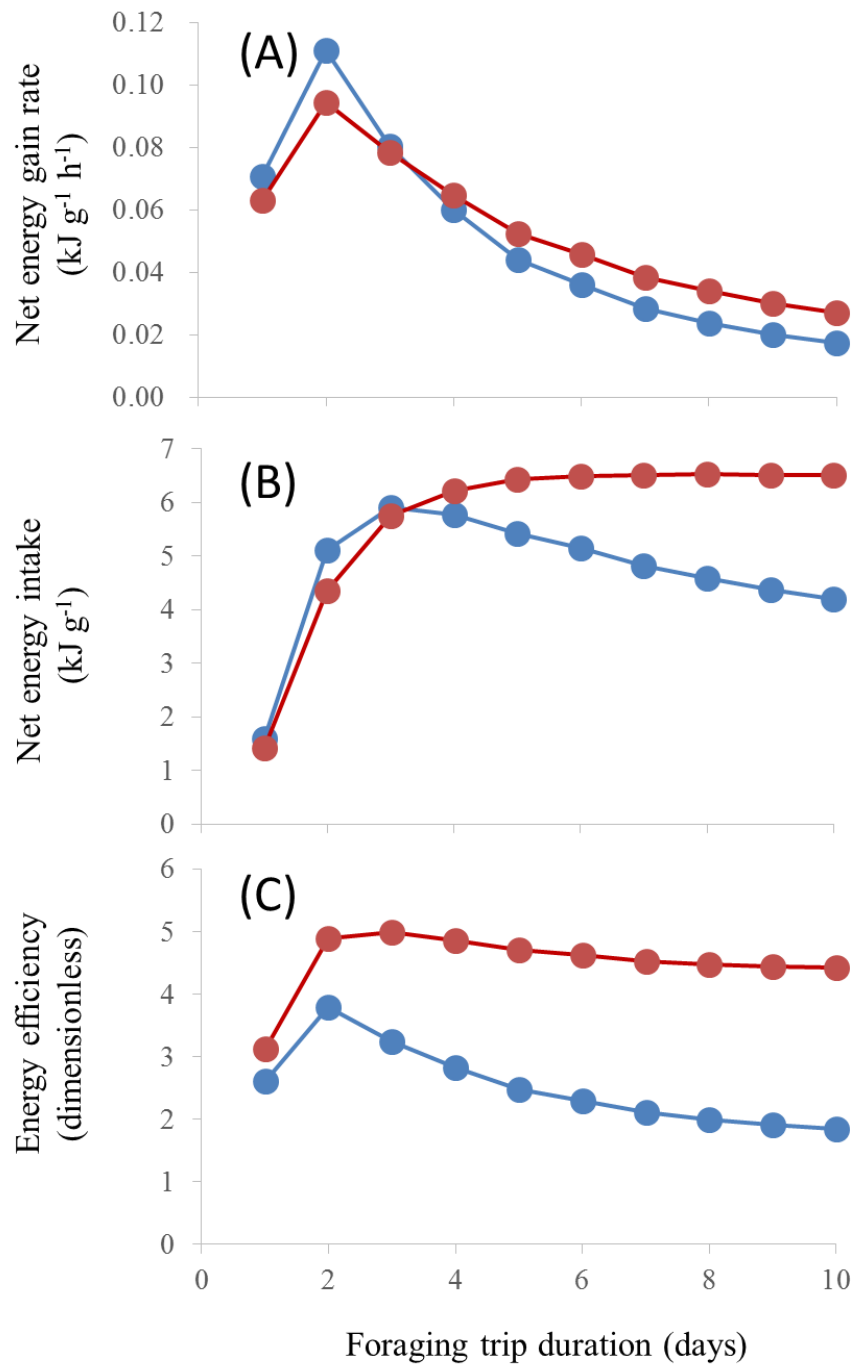 (A)
Net energy gain rate
(kJ g-1 h-1)
0.12
0.10
0.08
0.06
0.04
0.02
0.00
(B)
Net energy intake
(kJ g-1)
7
6
5
4
3
2
1
0
(C)
Energy efficiency
(dimensionless)
6
5
4
3
2
1
0
0 2 4 6 8 10
Foraging trip duration (days)